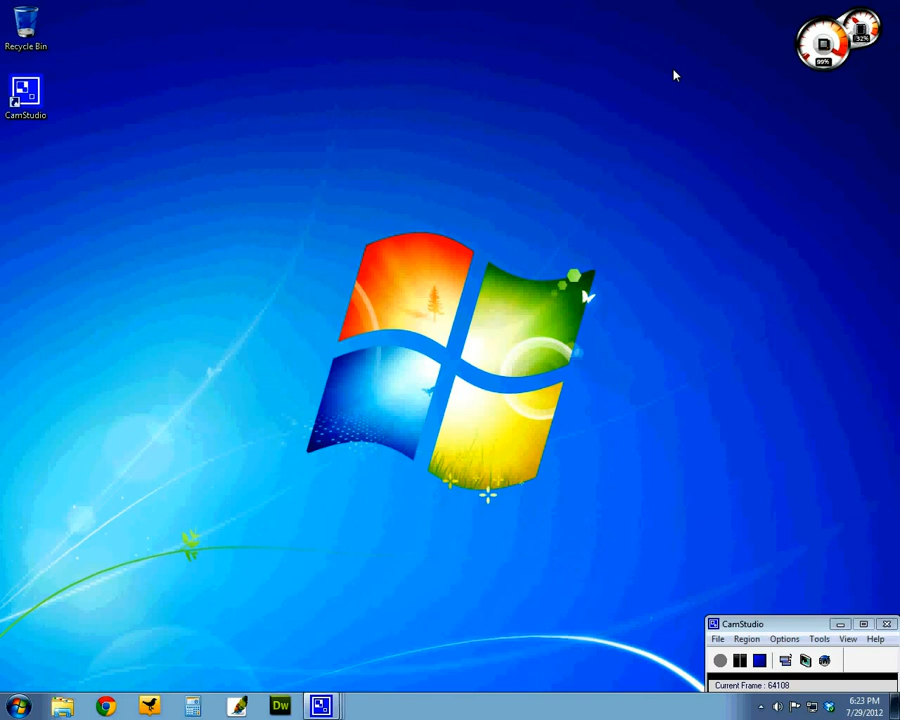 Recycle Bin
CamStudio
99%
32%
CamStudio
File Region Options Tools View Help
Current Frame : 64108
Dw
6:23 PM
7/29/2012